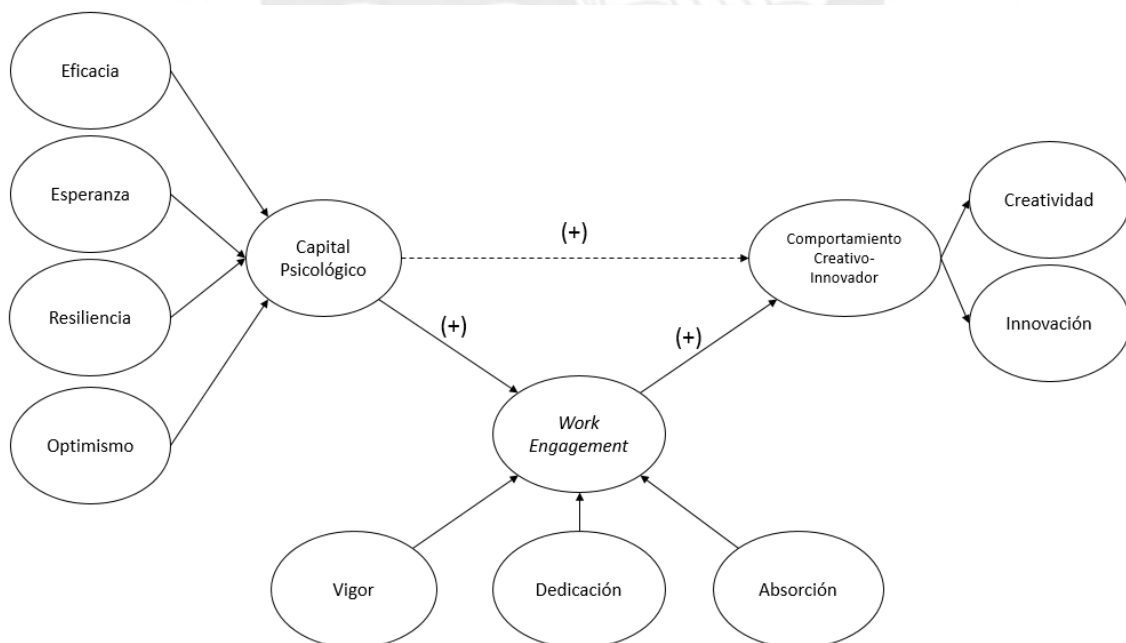 Eficacia
Esperanza
Resiliencia
Optimismo
Capital
Psicológico
(+)
(+)
(+)
Comportamiento
Creativo-
Innovador
Creatividad
Innovación
Work
Engagement
Vigor
Dedicación
Absorción